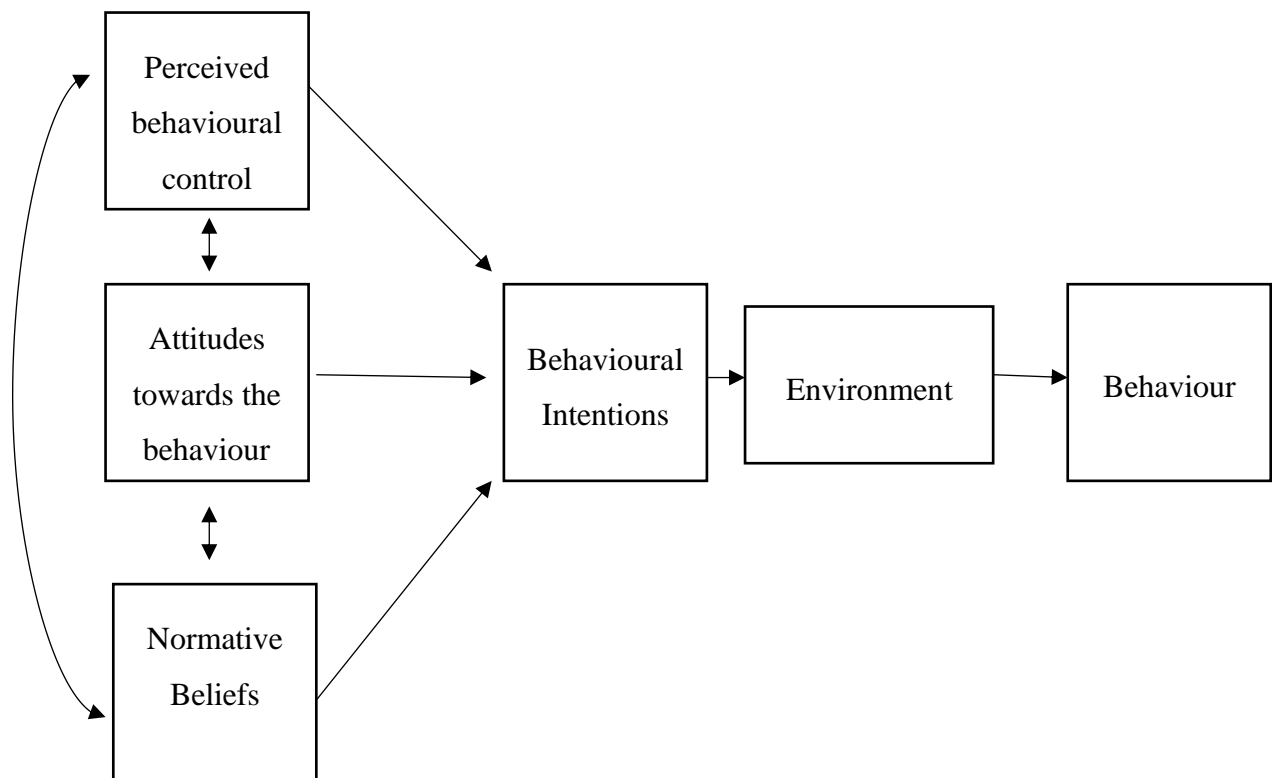 Perceived
behavioural
control
Attitudes
towards the
behaviour
Normative
Beliefs
Behavioural
Intentions
Environment
Behaviour